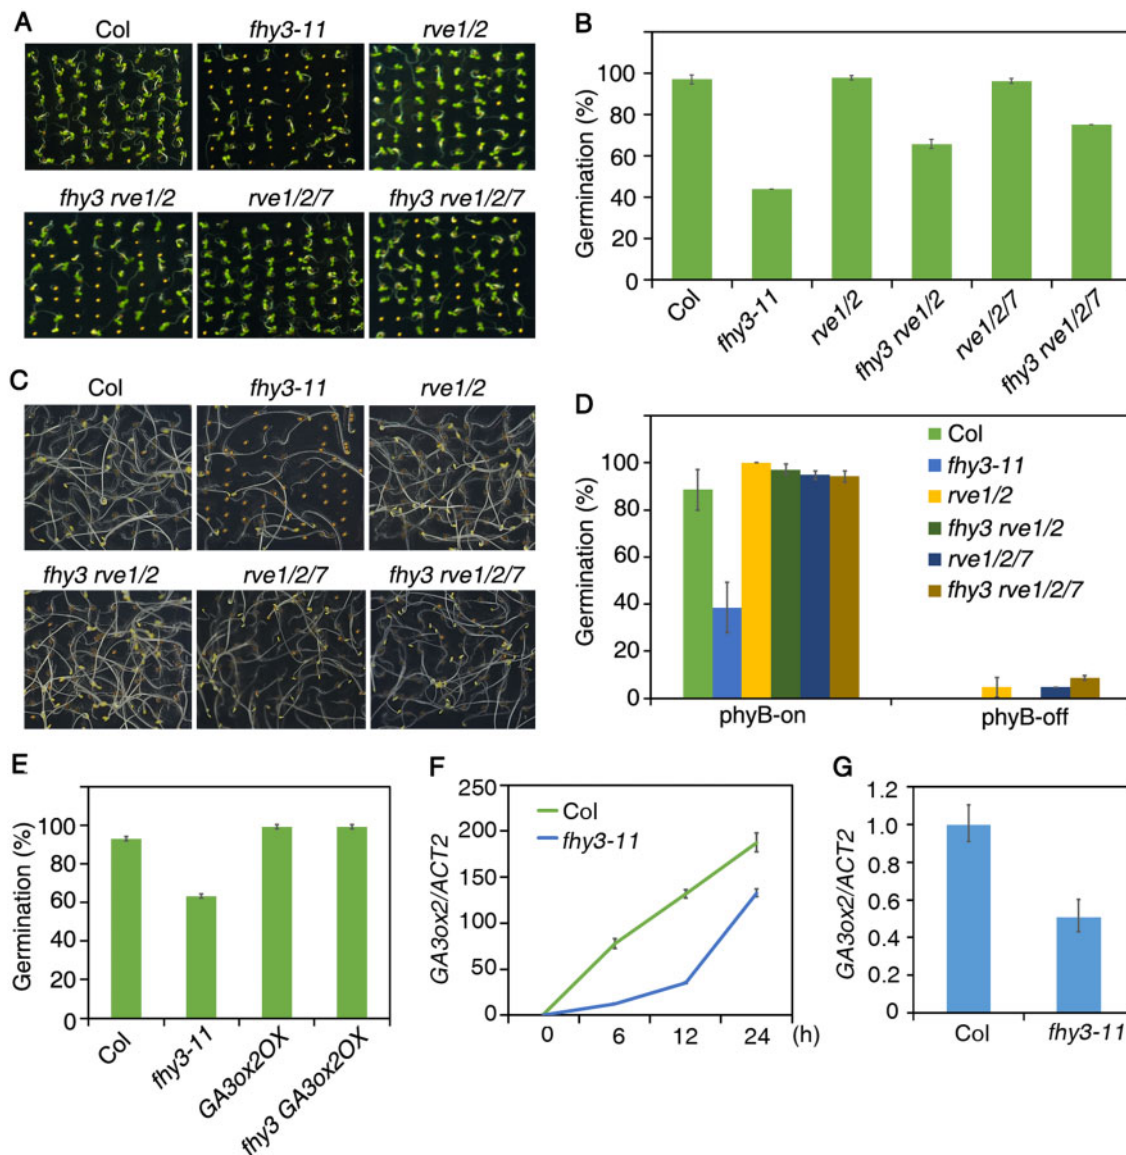 A
Col
fhy3-11
rve1/2
fhy3 rve1/2
rve1/2/7
fhy3 rve1/2/7
B
Germination (%)
100
80
60
40
20
0
Col
fhy3-11
rve1/2
fhy3 rve1/2
rve1/2/7
fhy3 rve1/2/7
C
Col
fhy3-11
rve1/2
fhy3 rve1/2
rve1/2/7
fhy3 rve1/2/7
D
Germination (%)
100
80
60
40
20
0
Col
fhy3-11
rve1/2
fhy3 rve1/2
rve1/2/7
fhy3 rve1/2/7
phyB-on
phyB-off
E
Germination (%)
100
80
60
40
20
0
Col
fhy3-11
GA3ox2OX
fhy3 GA3ox2OX
F
GA3ox2/ACT2
250
200
150
100
50
0
Col
fhy3-11
0 6 12 24 (h)
G
GA3ox2/ACT2
1.2
1.0
0.8
0.6
0.4
0.2
0
Col
fhy3-11